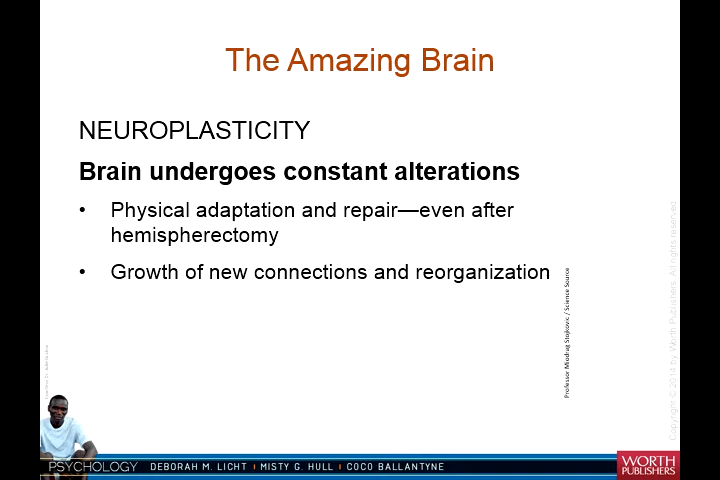 The Amazing Brain
NEUROPLASTICITY
Brain undergoes constant alterations
• Physical adaptation and repair—even after
hemispherectomy
• Growth of new connections and reorganization
Professor Miodrag Stojkovic / Science Source
Copyright © 2014 by Worth Publishers. All rights reserved
PSYCHOLOGY DEBORAH M. LICHT I MISTY G. HULL I COCO BALLANTYNE
WORTH
PUBLISHERS